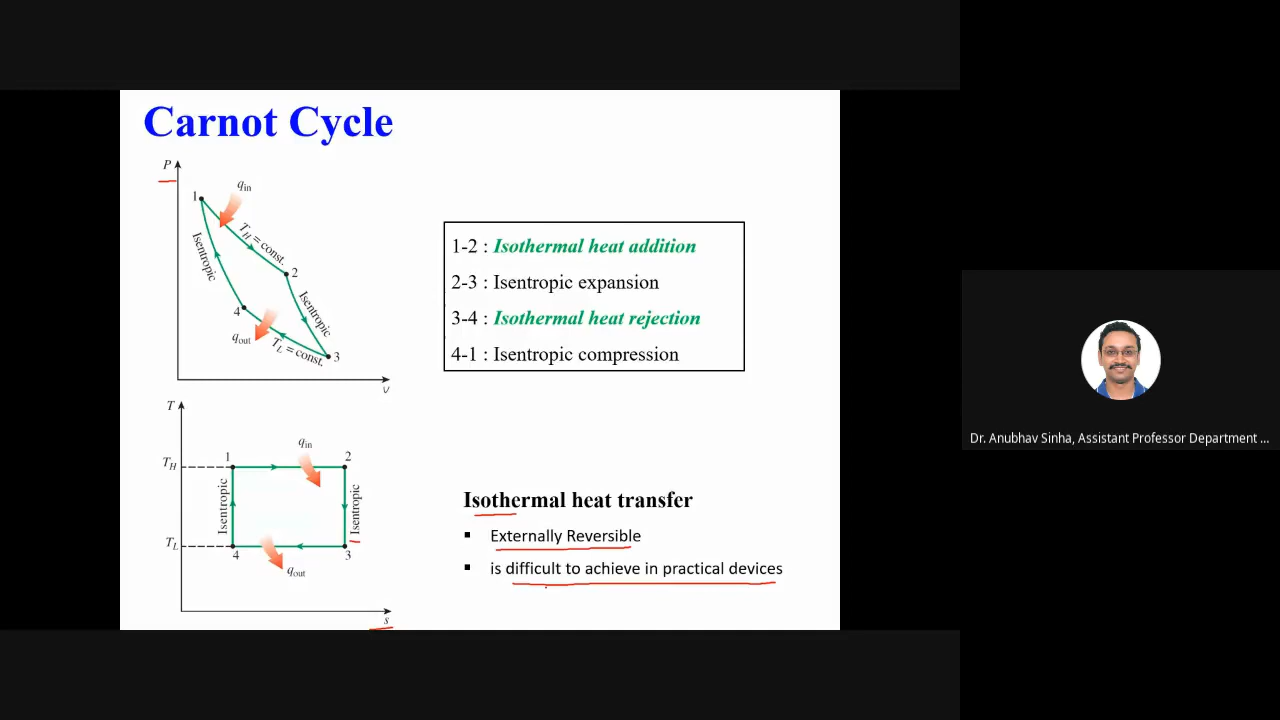 Carnot Cycle
P
1
q_in
T_H = const.
Isentropic
2
Isentropic
4
q_out
T_L = const.
3
v
1-2 : Isothermal heat addition
2-3 : Isentropic expansion
3-4 : Isothermal heat rejection
4-1 : Isentropic compression
T
q_in
1
2
T_H
Isentropic
Isentropic
T_L
4
3
q_out
s
Isothermal heat transfer
▪ Externally Reversible
▪ is difficult to achieve in practical devices
Dr. Anubhav Sinha, Assistant Professor Department ...